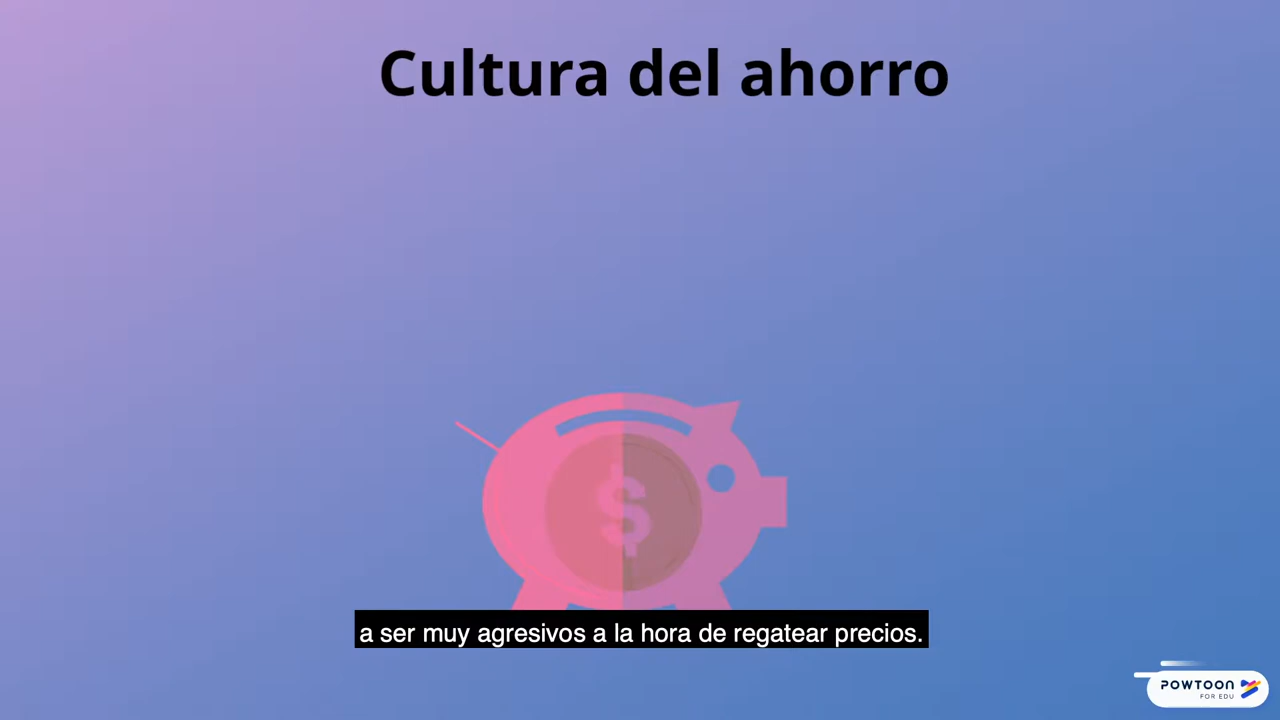 Cultura del ahorro
$
a ser muy agresivos a la hora de regatear precios.
POWTOON
FOR EDU